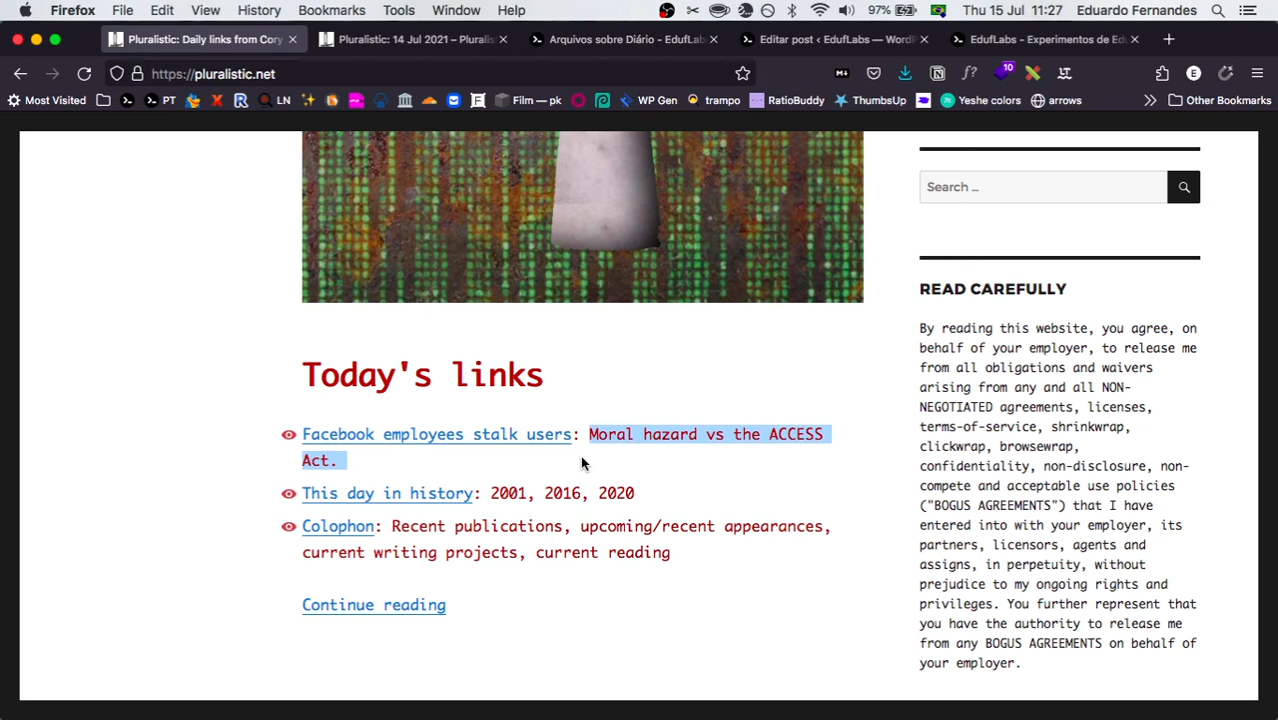 Firefox File Edit View History Bookmarks Tools Window Help 97% Thu 15 Jul 11:27 Eduardo Fernandes
Pluralistic: Daily links from Cory Pluralistic: 14 Jul 2021 – Pluralis Arquivos sobre Diário - EdufLabs Editar post ‹ EdufLabs — WordP EdufLabs - Experimentos de Ed
https://pluralistic.net 10 E
Most Visited PT LN Film — pk WP Gen trampo RatioBuddy ThumbsUp Yeshe colors arrows Other Bookmarks
Search …
READ CAREFULLY
By reading this website, you agree, on
behalf of your employer, to release me
from all obligations and waivers
arising from any and all NON-
NEGOTIATED agreements, licenses,
terms-of-service, shrinkwrap,
clickwrap, browsewrap,
confidentiality, non-disclosure, non-
compete and acceptable use policies
("BOGUS AGREEMENTS") that I have
entered into with your employer, its
partners, licensors, agents and
assigns, in perpetuity, without
prejudice to my ongoing rights and
privileges. You further represent that
you have the authority to release me
from any BOGUS AGREEMENTS on behalf of
your employer.
Today's links
Facebook employees stalk users: Moral hazard vs the ACCESS
Act.
This day in history: 2001, 2016, 2020
Colophon: Recent publications, upcoming/recent appearances,
current writing projects, current reading
Continue reading